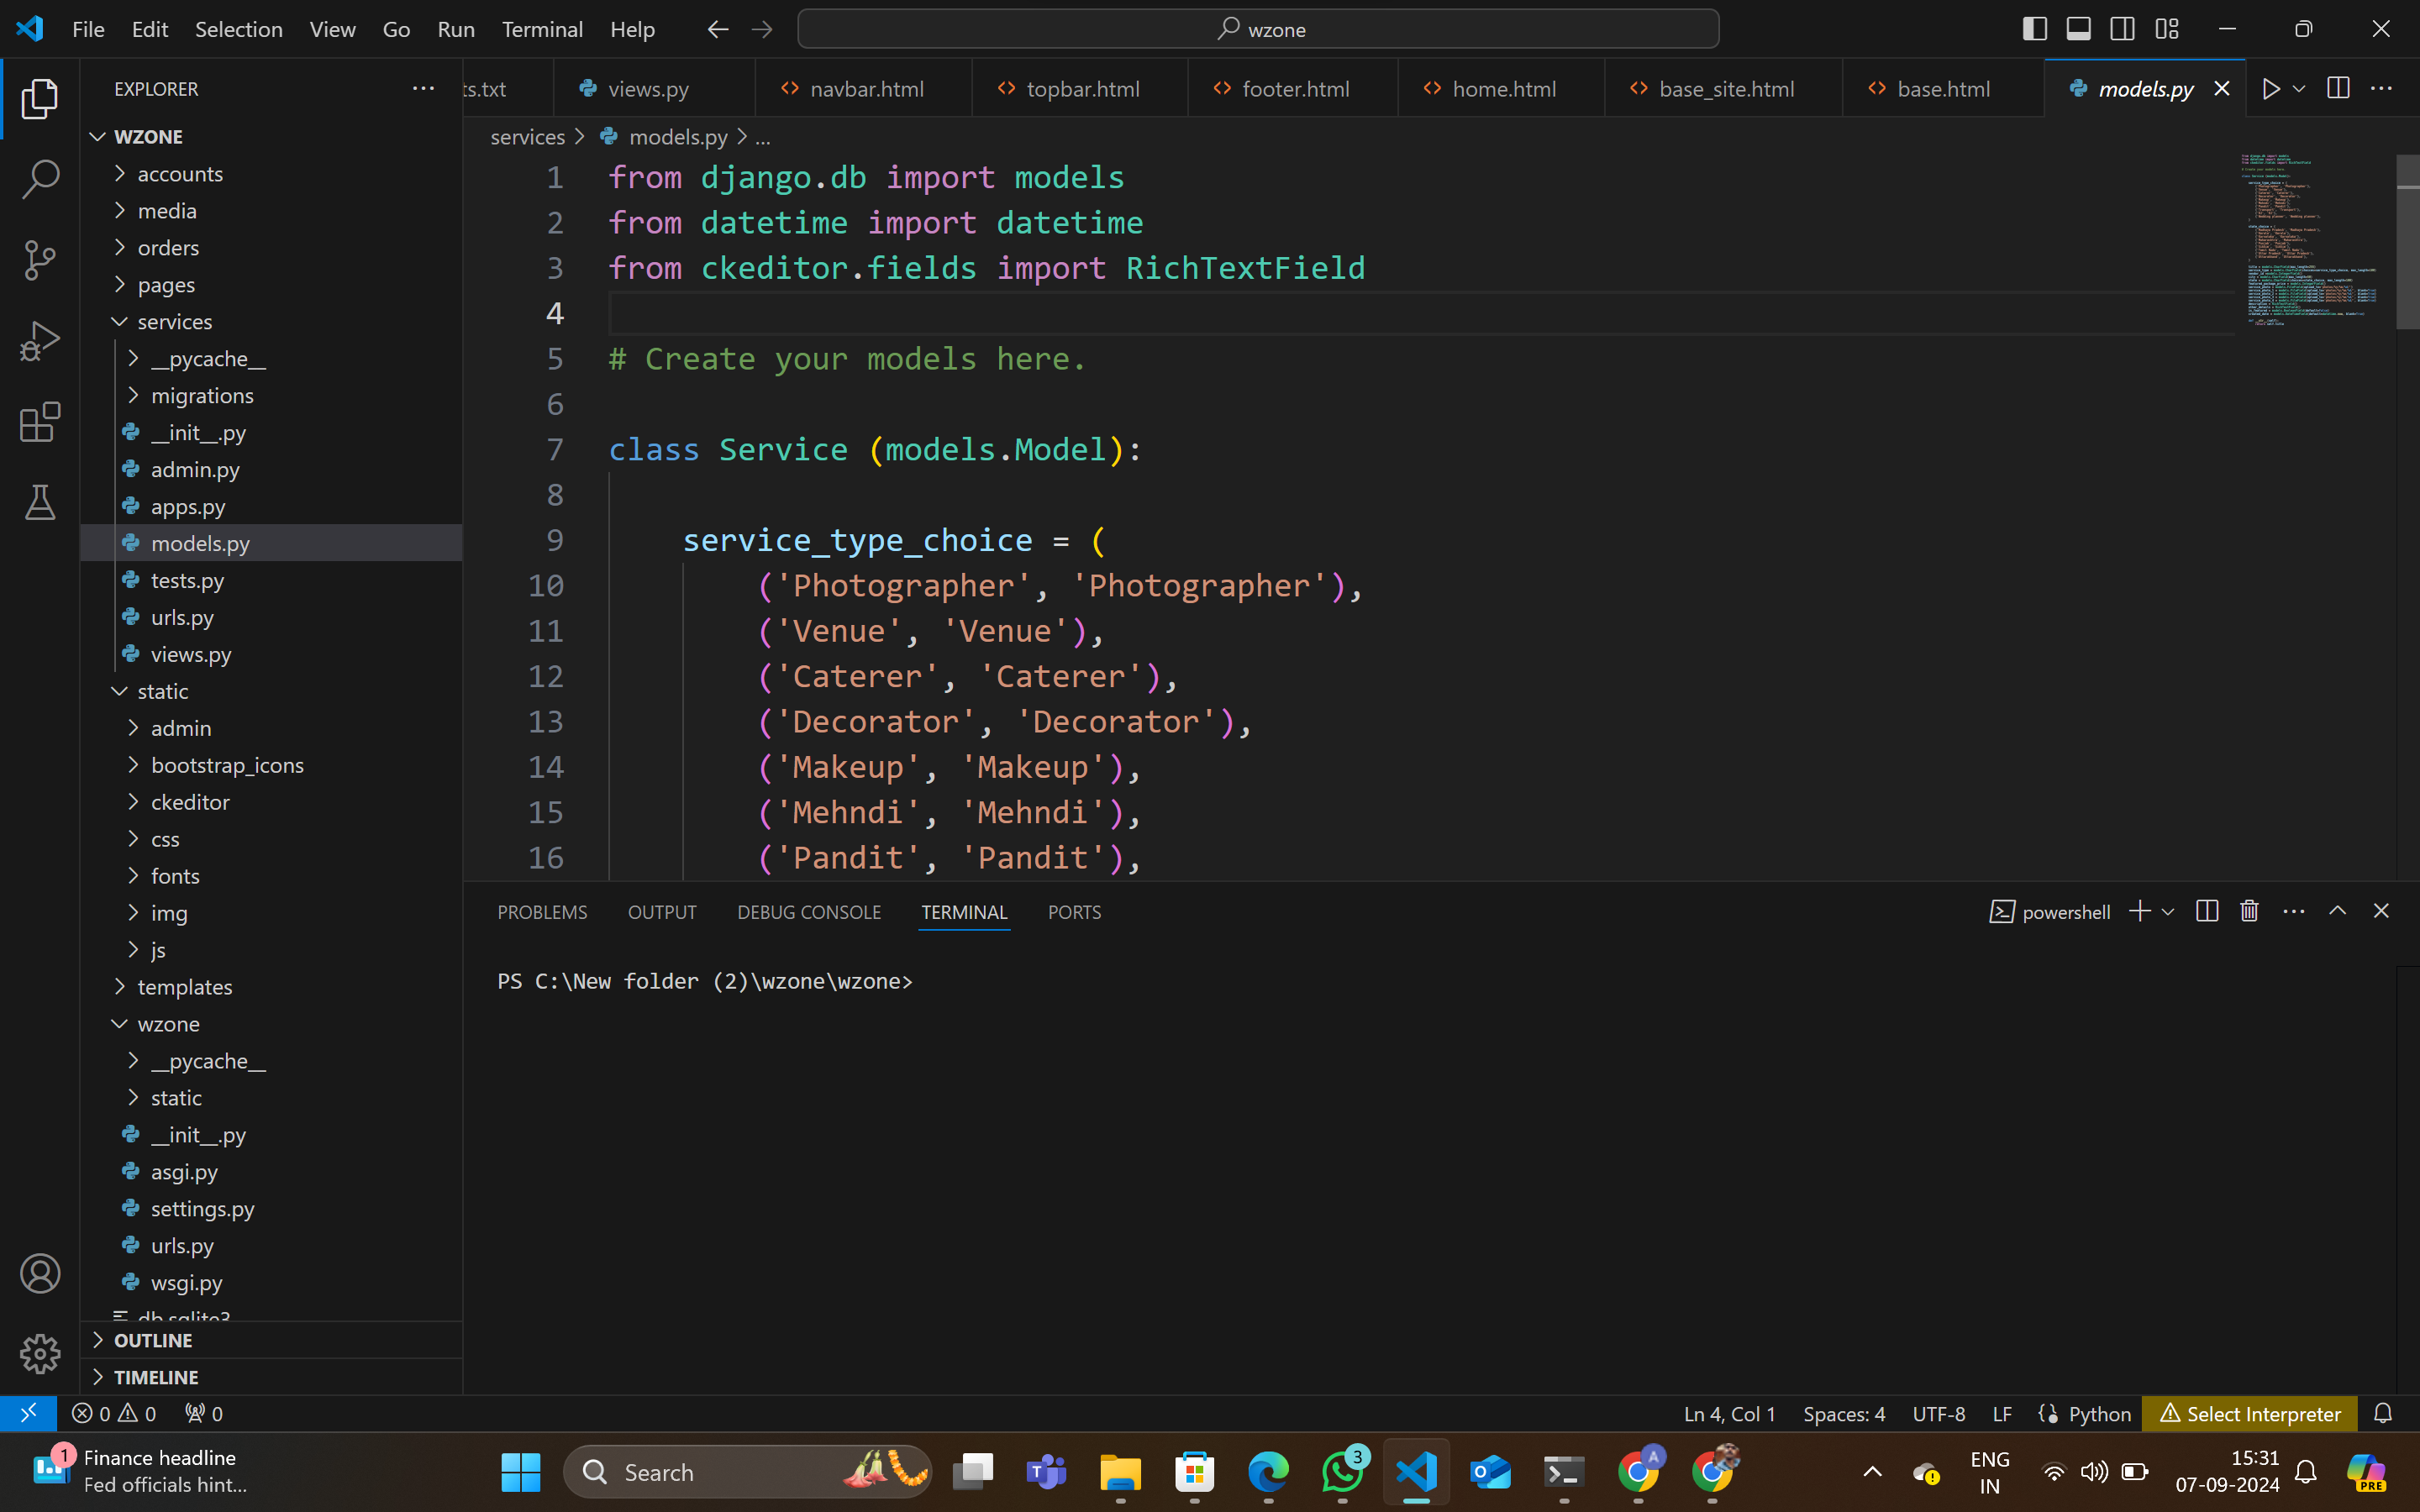 File Edit Selection View Go Run Terminal Help
wzone
EXPLORER
WZONE
accounts
media
orders
pages
services
__pycache__
migrations
__init__.py
admin.py
apps.py
models.py
tests.py
urls.py
views.py
static
admin
bootstrap_icons
ckeditor
css
fonts
img
js
templates
wzone
__pycache__
static
__init__.py
asgi.py
settings.py
urls.py
wsgi.py
db.sqlite3
OUTLINE
TIMELINE
ts.txt views.py navbar.html topbar.html footer.html home.html base_site.html base.html models.py
services > models.py > ...
1 from django.db import models
2 from datetime import datetime
3 from ckeditor.fields import RichTextField
4
5 # Create your models here.
6
7 class Service (models.Model):
8
9 service_type_choice = (
10 ('Photographer', 'Photographer'),
11 ('Venue', 'Venue'),
12 ('Caterer', 'Caterer'),
13 ('Decorator', 'Decorator'),
14 ('Makeup', 'Makeup'),
15 ('Mehndi', 'Mehndi'),
16 ('Pandit', 'Pandit'),
PROBLEMS OUTPUT DEBUG CONSOLE TERMINAL PORTS
powershell
PS C:\New folder (2)\wzone\wzone>
0 0 0
Ln 4, Col 1 Spaces: 4 UTF-8 LF Python Select Interpreter
1
Finance headline
Fed officials hint...
Search
T
3
O
A
ENG
IN
15:31
07-09-2024
PRE